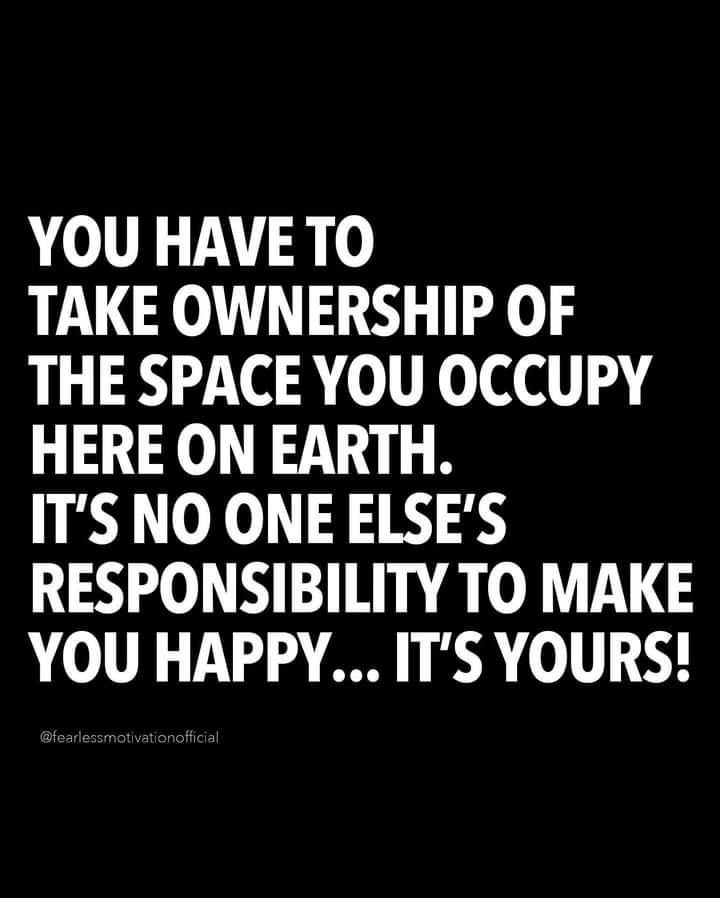 YOU HAVE TO
TAKE OWNERSHIP OF
THE SPACE YOU OCCUPY
HERE ON EARTH.
IT’S NO ONE ELSE’S
RESPONSIBILITY TO MAKE
YOU HAPPY... IT’S YOURS!
@fearlessmotivationofficial